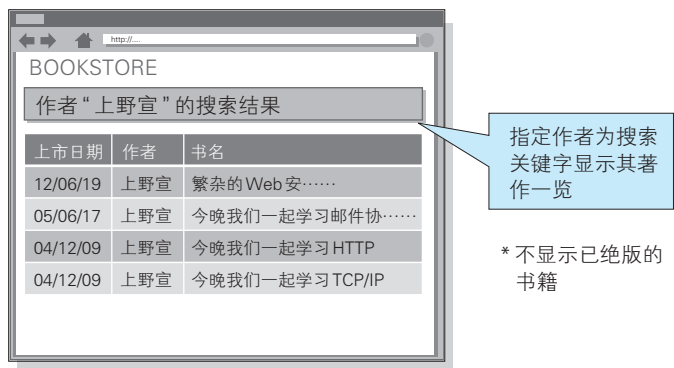 http://....
BOOKSTORE
作者“上野宣”的搜索结果
上市日期 作者 书名
12/06/19 上野宣 繁杂的Web安……
05/06/17 上野宣 今晚我们一起学习邮件协……
04/12/09 上野宣 今晚我们一起学习HTTP
04/12/09 上野宣 今晚我们一起学习TCP/IP
指定作者为搜索
关键字显示其著
作一览
* 不显示已绝版的
书籍